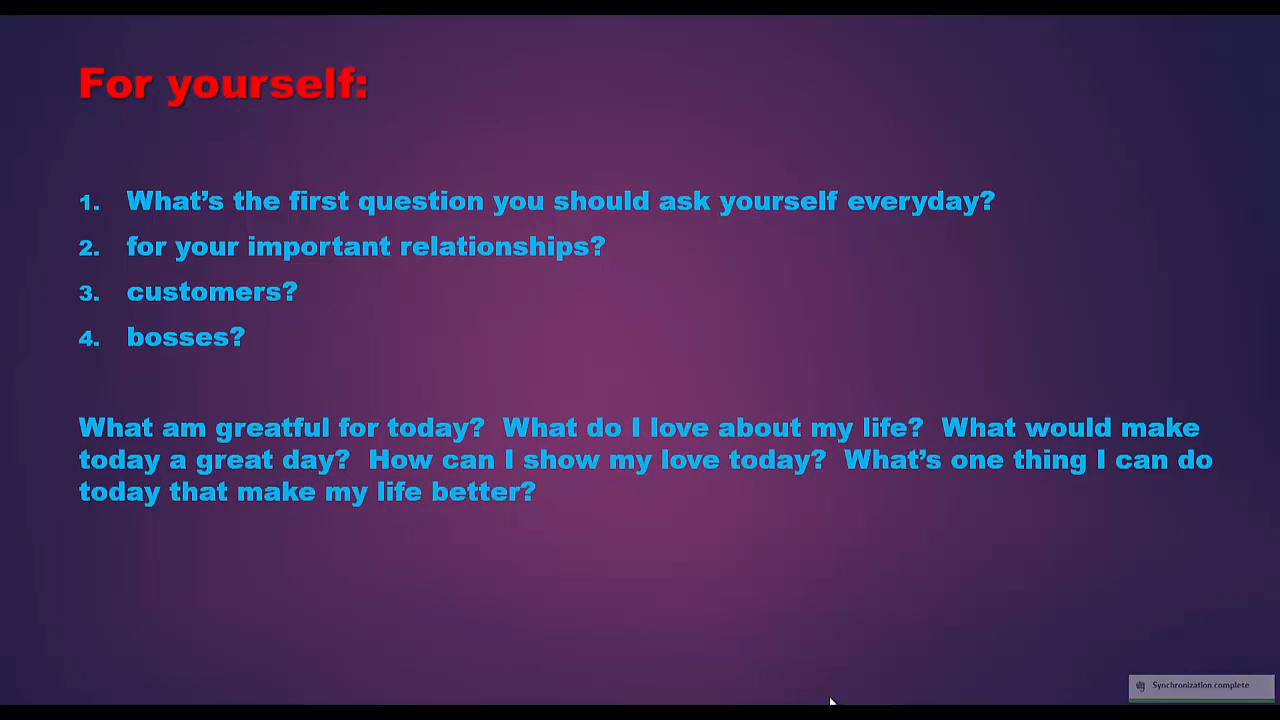 For yourself:
1. What's the first question you should ask yourself everyday?
2. for your important relationships?
3. customers?
4. bosses?
What am greatful for today?  What do I love about my life?  What would make
today a great day?  How can I show my love today?  What's one thing I can do
today that make my life better?
Synchronization complete